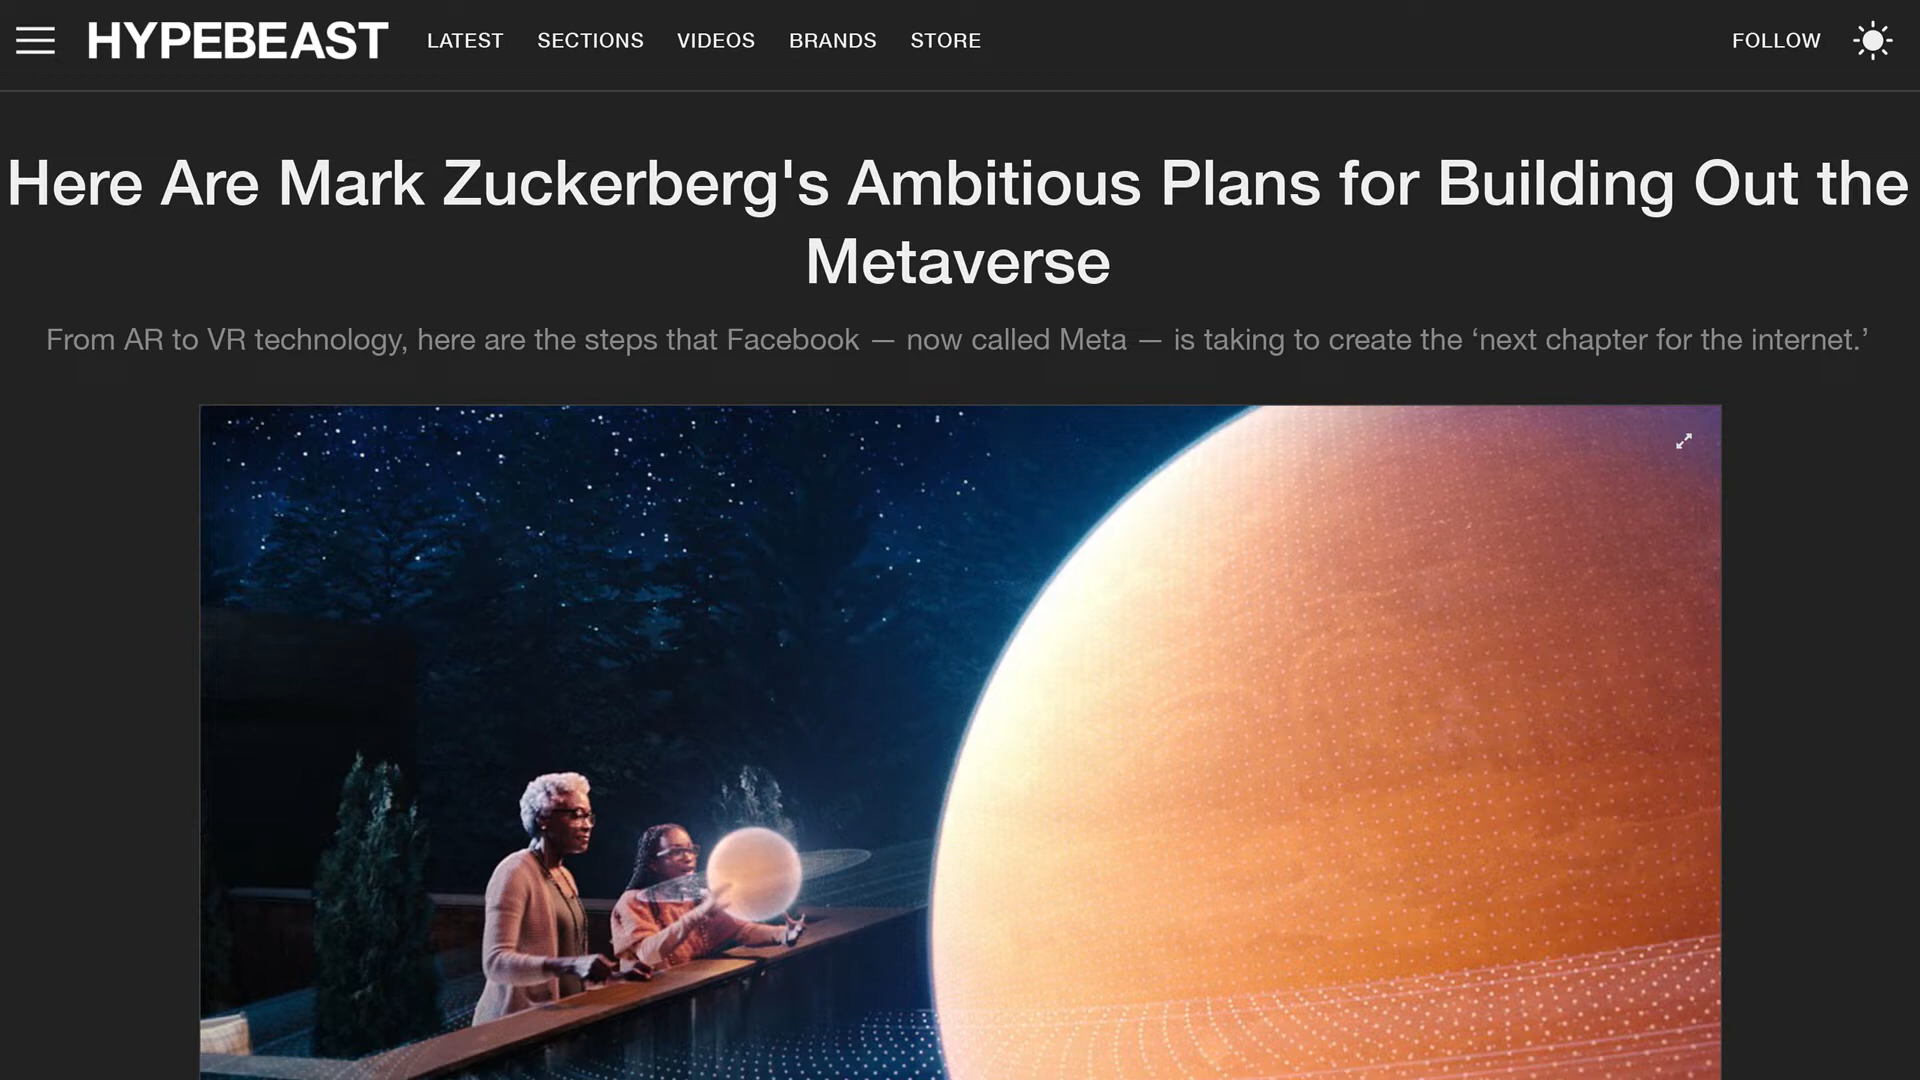 HYPEBEAST LATEST SECTIONS VIDEOS BRANDS STORE FOLLOW
Here Are Mark Zuckerberg's Ambitious Plans for Building Out the
Metaverse
From AR to VR technology, here are the steps that Facebook — now called Meta — is taking to create the ‘next chapter for the internet.’